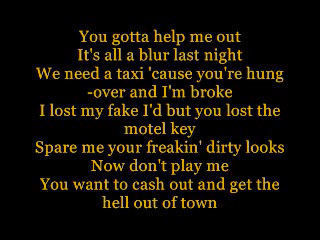 You gotta help me out
It's all a blur last night
We need a taxi 'cause you're hung
-over and I'm broke
I lost my fake I'd but you lost the
motel key
Spare me your freakin' dirty looks
Now don't play me
You want to cash out and get the
hell out of town